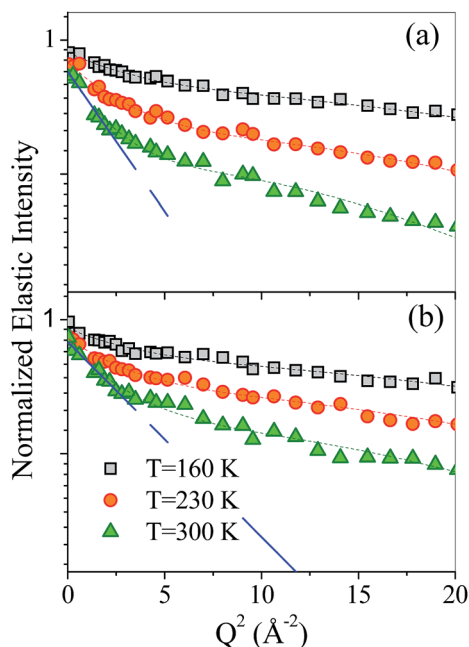 (a)
1
Normalized Elastic Intensity
(b)
1
T=160 K
T=230 K
T=300 K
0 5 10 15 20
Q² (Å⁻²)